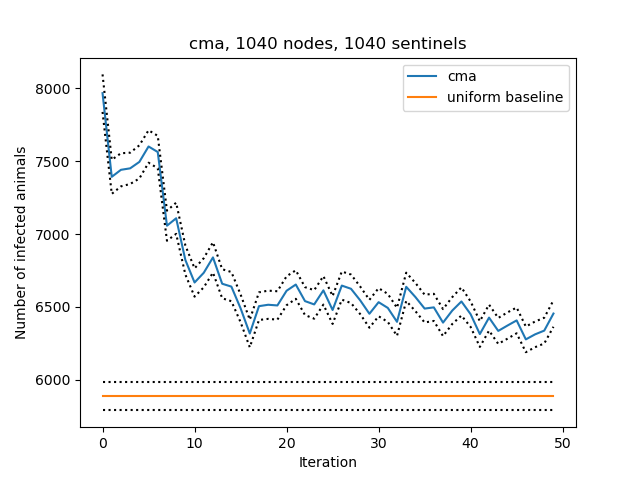 cma, 1040 nodes, 1040 sentinels
cma
uniform baseline
Number of infected animals
8000
7500
7000
6500
6000
0 10 20 30 40 50
Iteration